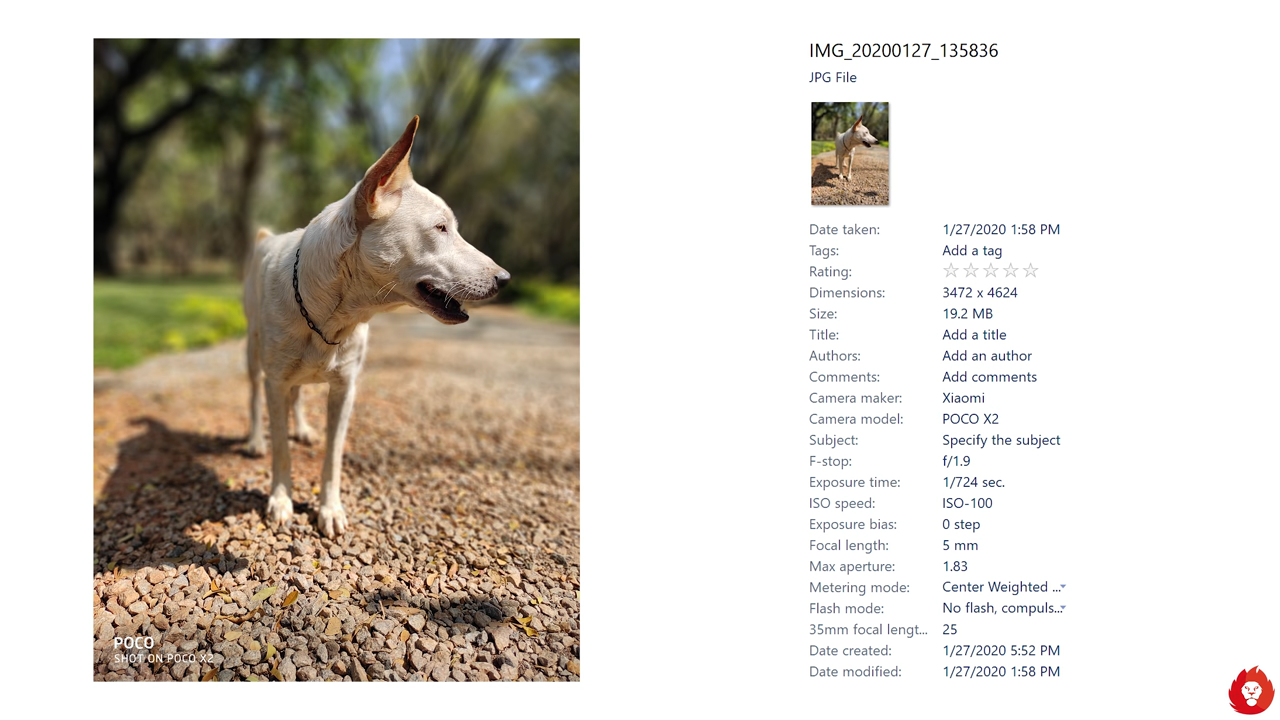 IMG_20200127_135836
JPG File
Date taken: 1/27/2020 1:58 PM
Tags: Add a tag
Rating:
Dimensions: 3472 x 4624
Size: 19.2 MB
Title: Add a title
Authors: Add an author
Comments: Add comments
Camera maker: Xiaomi
Camera model: POCO X2
Subject: Specify the subject
F-stop: f/1.9
Exposure time: 1/724 sec.
ISO speed: ISO-100
Exposure bias: 0 step
Focal length: 5 mm
Max aperture: 1.83
Metering mode: Center Weighted ...
Flash mode: No flash, compuls...
35mm focal lengt... 25
Date created: 1/27/2020 5:52 PM
Date modified: 1/27/2020 1:58 PM
POCO
SHOT ON POCO X2